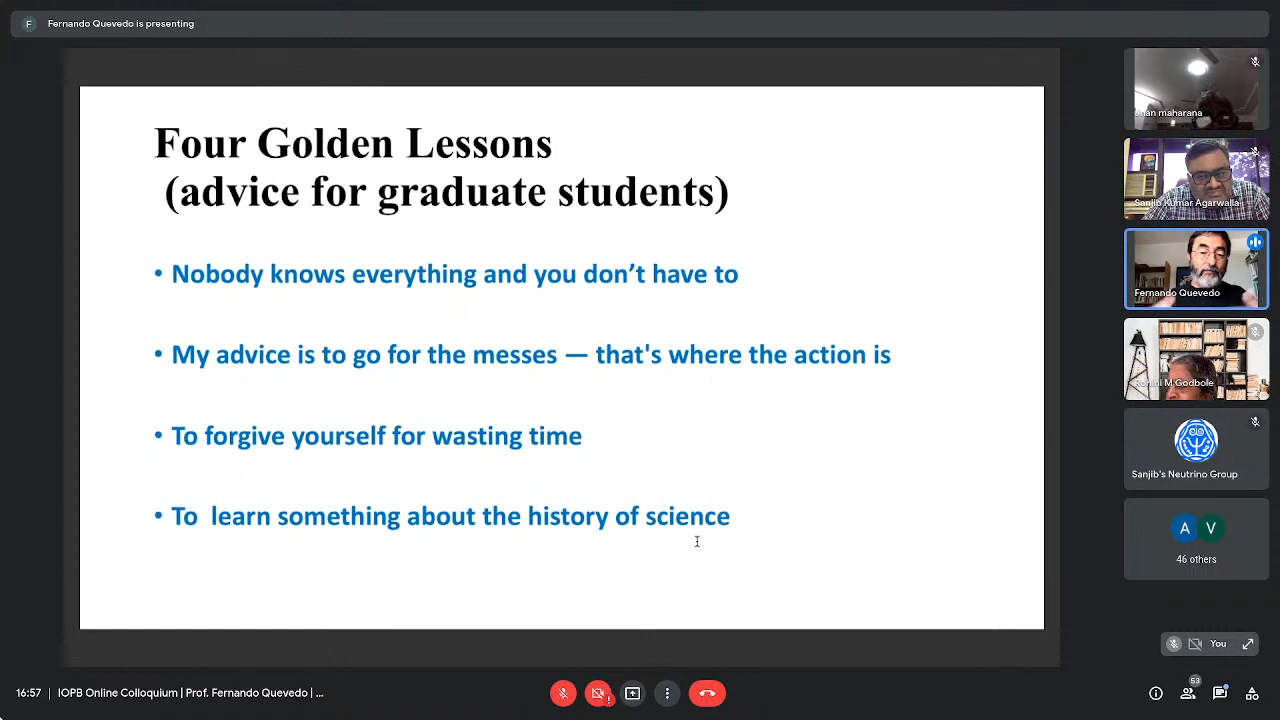 F Fernando Quevedo is presenting
Four Golden Lessons
(advice for graduate students)
• Nobody knows everything and you don’t have to
• My advice is to go for the messes — that's where the action is
• To forgive yourself for wasting time
• To learn something about the history of science
maharana
Sanjib Kumar Agarwalla
Fernando Quevedo
M Godbole
Sanjib's Neutrino Group
A V
46 others
You
16:57 | IOPB Online Colloquium | Prof. Fernando Quevedo | ...
53